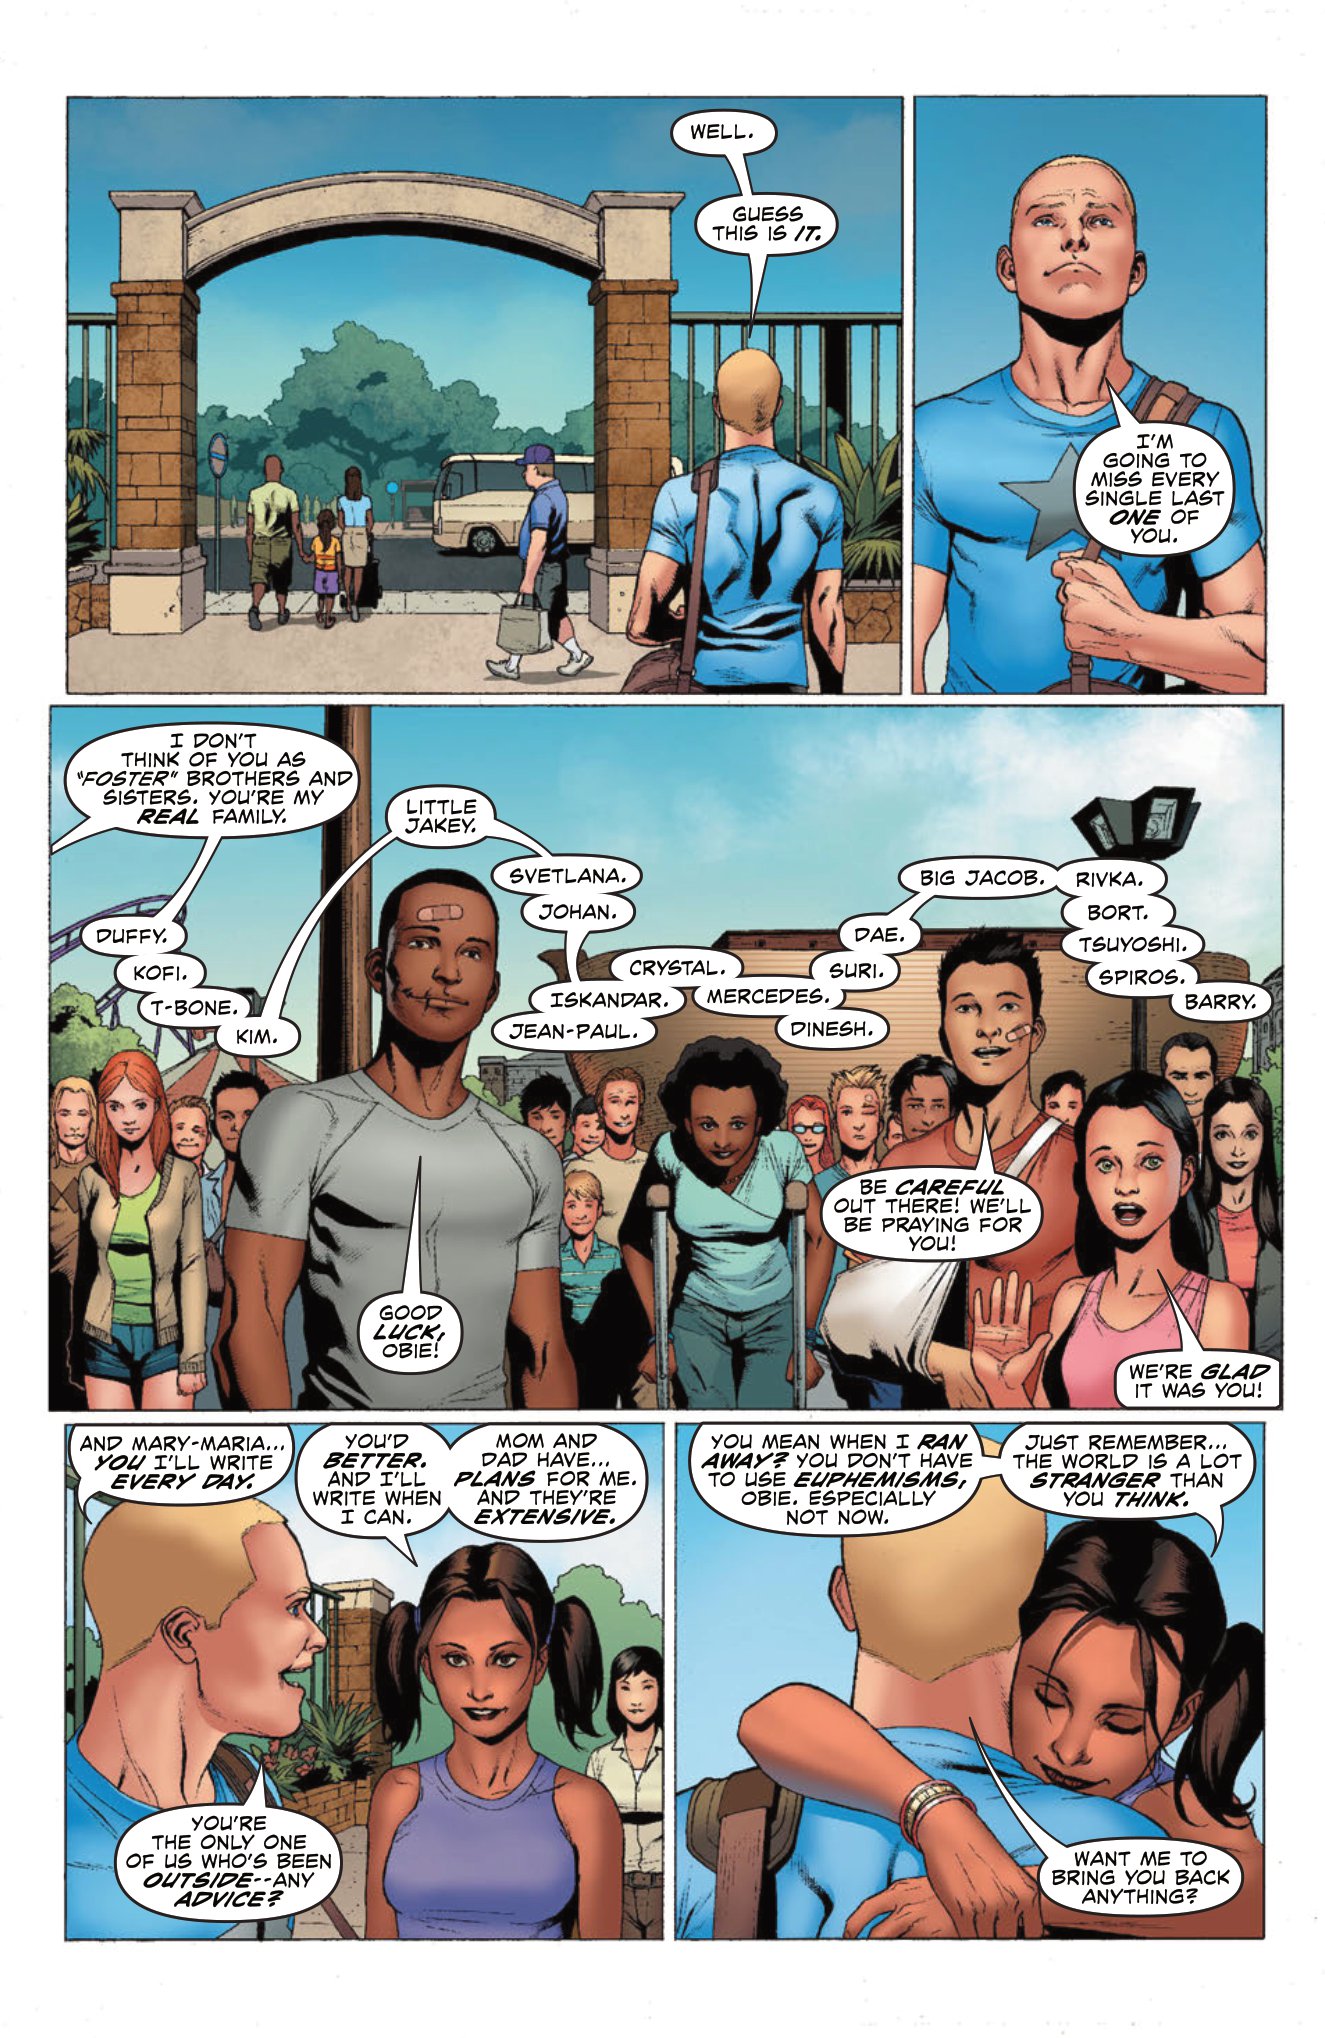 WELL.
GUESS
THIS IS IT.
I'M
GOING TO
MISS EVERY
SINGLE LAST
ONE OF
YOU.
I DON'T
THINK OF YOU AS
"FOSTER" BROTHERS AND
SISTERS. YOU'RE MY
REAL FAMILY.
DUFFY.
KOFI.
T-BONE.
KIM.
LITTLE
JAKEY.
SVETLANA.
JOHAN.
ISKANDAR.
JEAN-PAUL.
CRYSTAL.
MERCEDES.
DINESH.
SURI.
DAE.
BIG JACOB.
RIVKA.
BORT.
TSUYOSHI.
SPIROS.
BARRY.
GOOD
LUCK,
OBIE!
BE CAREFUL
OUT THERE! WE'LL
BE PRAYING FOR
YOU!
WE'RE GLAD
IT WAS YOU!
AND MARY-MARIA...
YOU I'LL WRITE
EVERY DAY.
YOU'D
BETTER.
AND I'LL
WRITE WHEN
I CAN.
MOM AND
DAD HAVE...
PLANS FOR ME.
AND THEY'RE
EXTENSIVE.
YOU'RE
THE ONLY ONE
OF US WHO'S BEEN
OUTSIDE--ANY
ADVICE?
YOU MEAN WHEN I RAN
AWAY? YOU DON'T HAVE
TO USE EUPHEMISMS,
OBIE. ESPECIALLY
NOT NOW.
JUST REMEMBER...
THE WORLD IS A LOT
STRANGER THAN
YOU THINK.
WANT ME TO
BRING YOU BACK
ANYTHING?